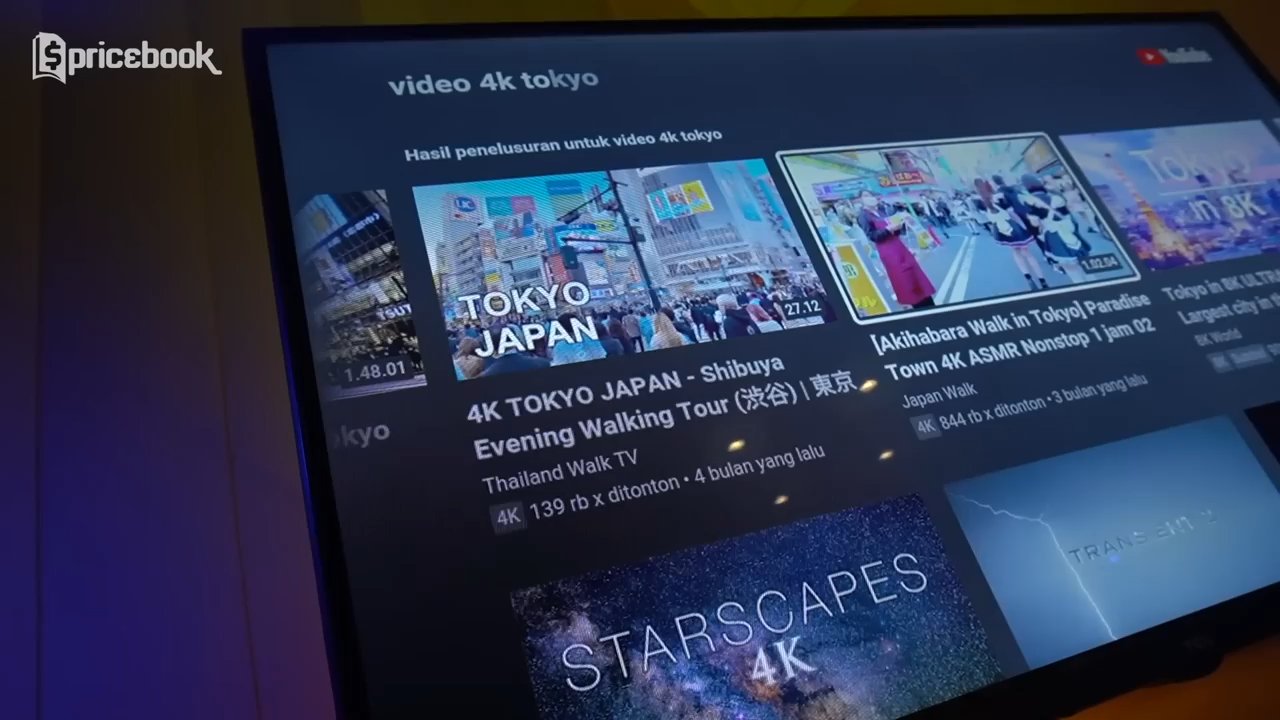 pricebook
video 4k tokyo
YouTube
Hasil penelusuran untuk video 4k tokyo
1.48.01
kyo
TOKYO
JAPAN
27.12
4K TOKYO JAPAN - Shibuya
Evening Walking Tour (渋谷) | 東京..
Thailand Walk TV
4K 139 rb x ditonton • 4 bulan yang lalu
1.02.04
[Akihabara Walk in Tokyo] Paradise
Town 4K ASMR Nonstop 1 jam 02
Japan Walk
4K 844 rb x ditonton • 3 bulan yang lalu
Tokyo
in 8K
Tokyo in 8K ULTR
Largest city in
8K World
STARSCAPES
4K
TRANSIENT 2